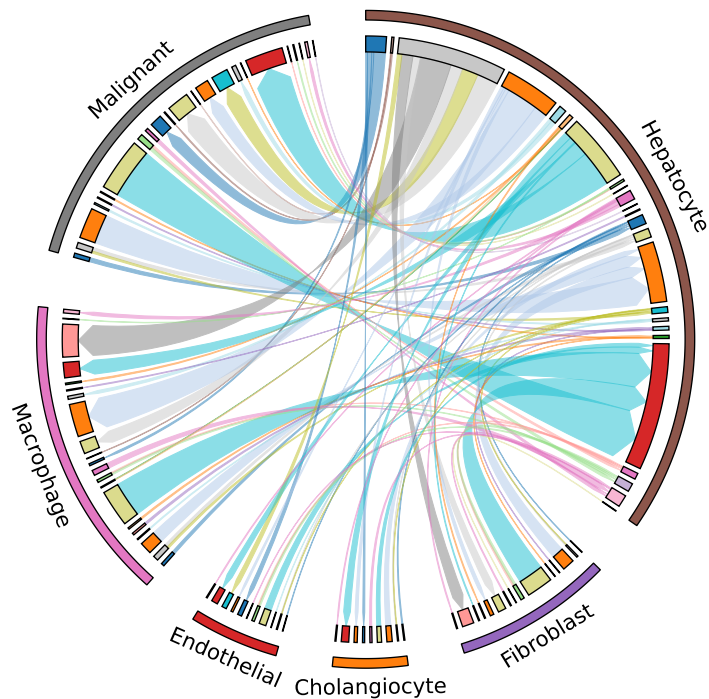 Malignant
Hepatocyte
Macrophage
Endothelial
Cholangiocyte
Fibroblast